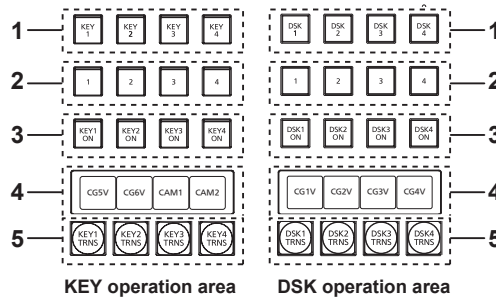 1 KEY 1 KEY 2 KEY 3 KEY 4 DSK 1 DSK 2 DSK 3 DSK 4 1
2 1 2 3 4 1 2 3 4 2
3 KEY1 ON KEY2 ON KEY3 ON KEY4 ON DSK1 ON DSK2 ON DSK3 ON DSK4 ON 3
4 CG5V CG6V CAM1 CAM2 CG1V CG2V CG3V CG4V 4
5 KEY1 TRNS KEY2 TRNS KEY3 TRNS KEY4 TRNS DSK1 TRNS DSK2 TRNS DSK3 TRNS DSK4 TRNS 5
KEY operation area DSK operation area